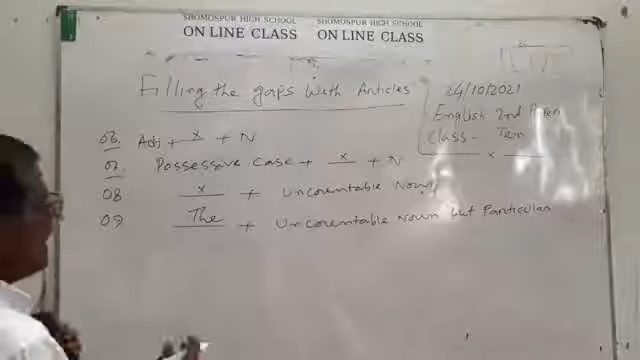 SHOMOSPUR HIGH SCHOOL SHOMOSPUR HIGH SCHOOL
ON LINE CLASS ON LINE CLASS
Filling the gaps with Articles
24/10/2021
English 2nd
Class - Ten
x
06. Adj + x + N
07. Possessive case + x + N
08 x + Uncountable Noun
09 The + Uncountable Noun but Particular